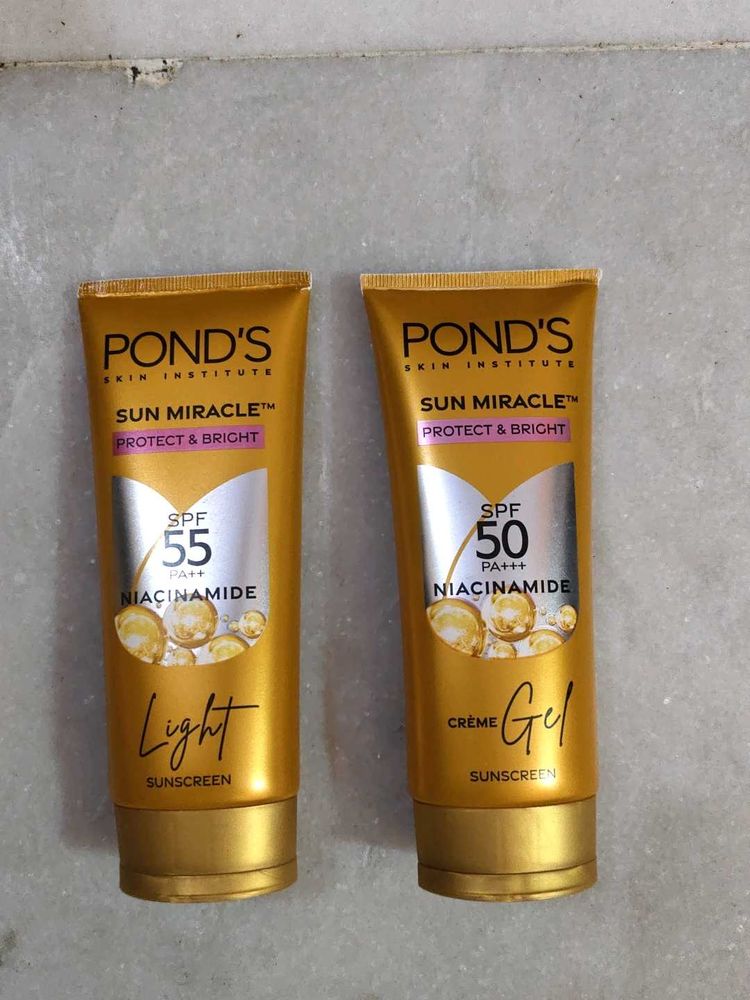 POND'S
SKIN INSTITUTE
SUN MIRACLE™
PROTECT & BRIGHT
SPF
55
PA++
NIACINAMIDE
Light
SUNSCREEN
POND'S
SKIN INSTITUTE
SUN MIRACLE™
PROTECT & BRIGHT
SPF
50
PA+++
NIACINAMIDE
CRÈME Gel
SUNSCREEN